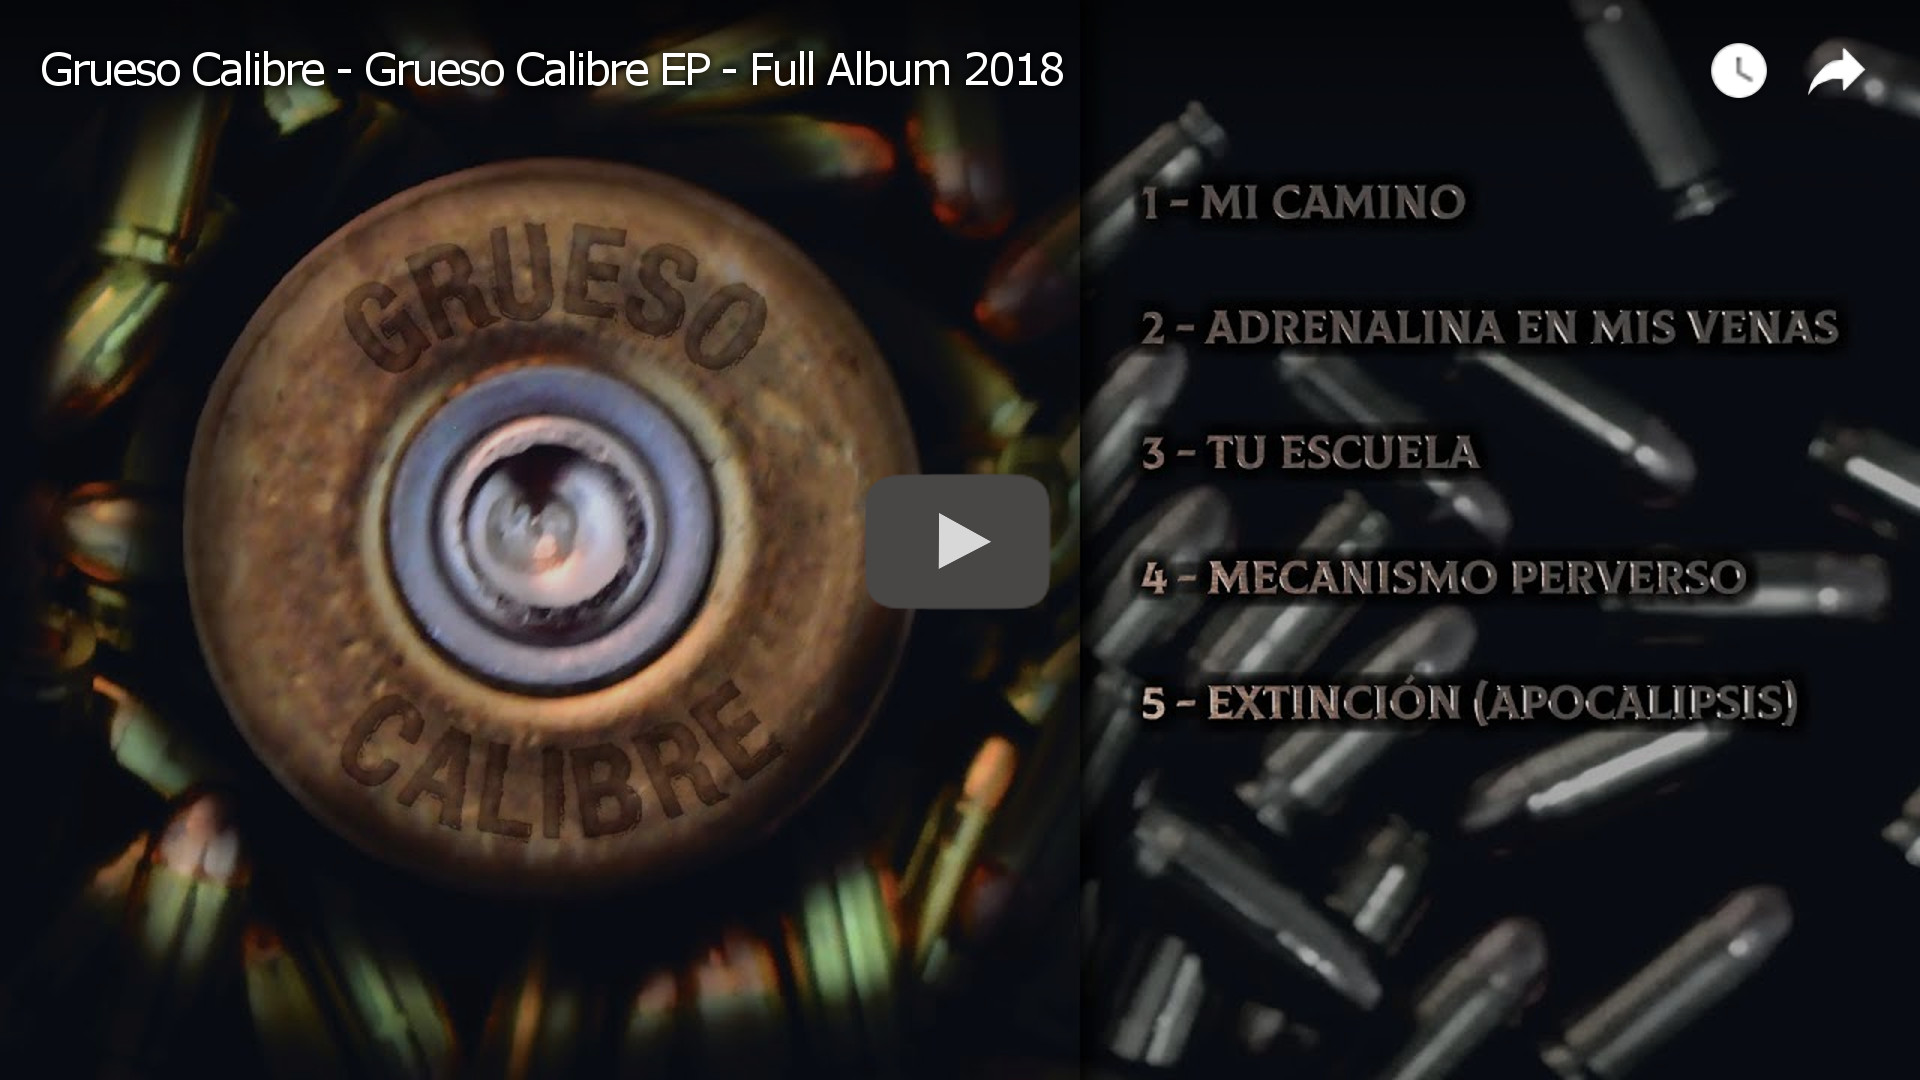 Grueso Calibre - Grueso Calibre EP - Full Album 2018
GRUESO
CALIBRE
1 - MI CAMINO
2 - ADRENALINA EN MIS VENAS
3 - TU ESCUELA
4 - MECANISMO PERVERSO
5 - EXTINCIÓN (APOCALIPSIS)